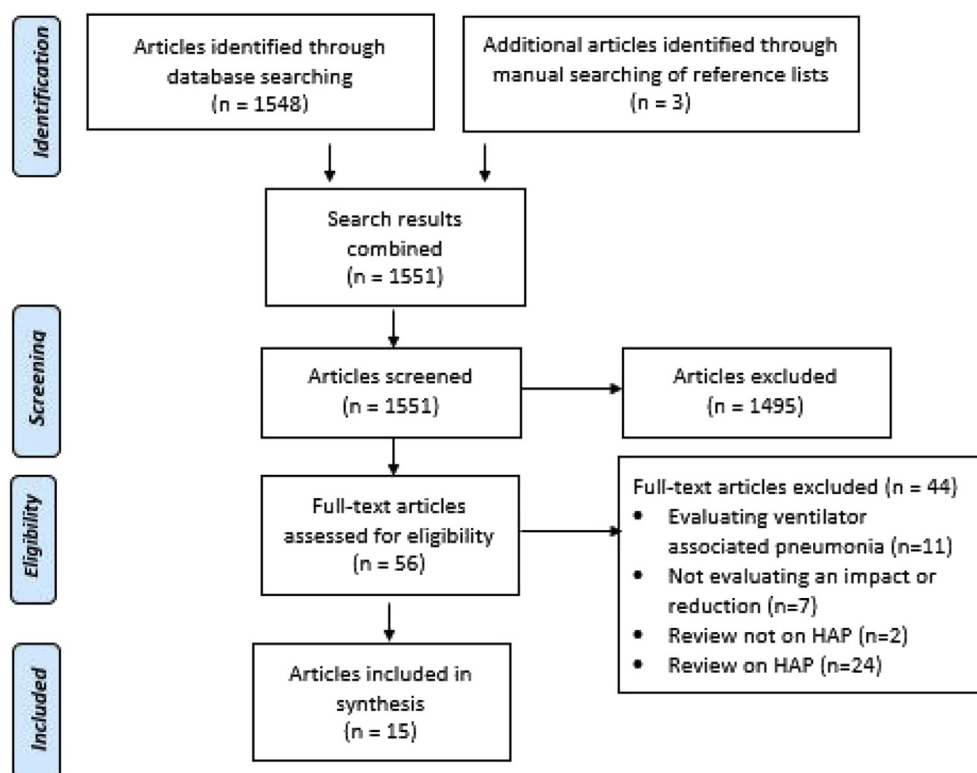 Identification
Articles identified through
database searching
(n = 1548)
Additional articles identified through
manual searching of reference lists
(n = 3)
Search results
combined
(n = 1551)
Screening
Articles screened
(n = 1551)
Articles excluded
(n = 1495)
Eligibility
Full-text articles
assessed for eligibility
(n = 56)
Full-text articles excluded (n = 44)
• Evaluating ventilator
associated pneumonia (n=11)
• Not evaluating an impact or
reduction (n=7)
• Review not on HAP (n=2)
• Review on HAP (n=24)
Included
Articles included in
synthesis
(n = 15)